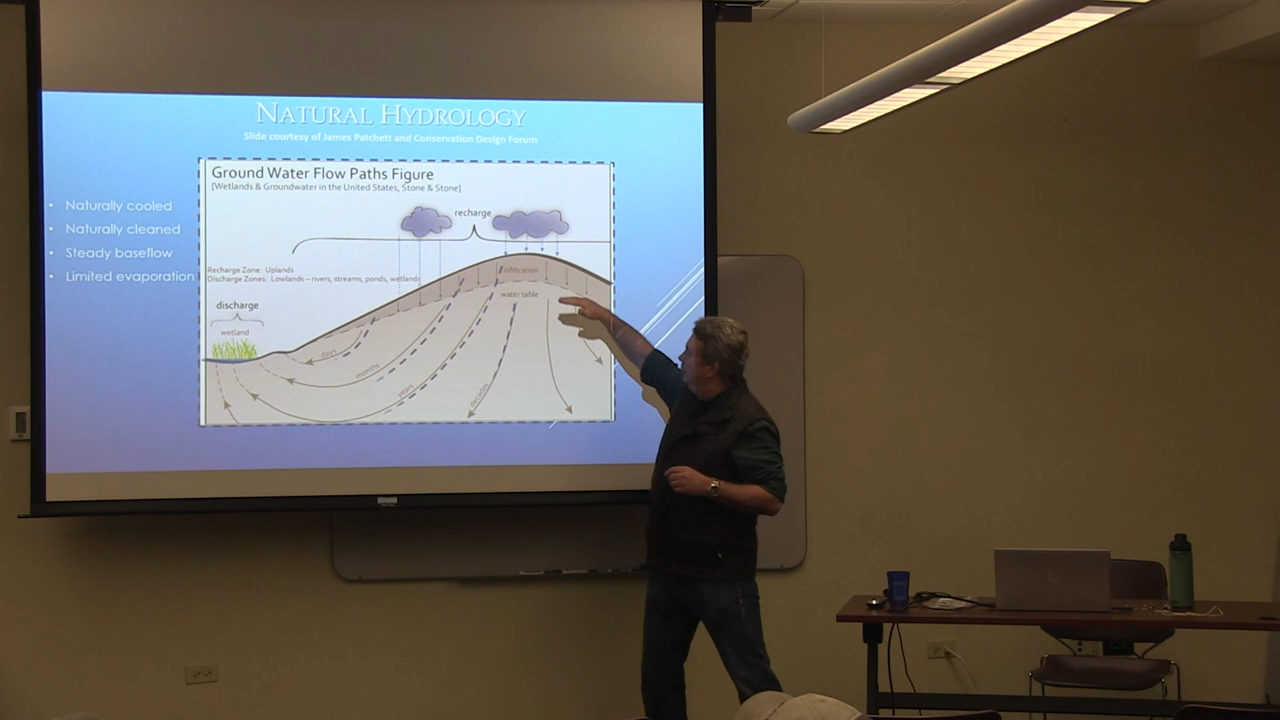 NATURAL HYDROLOGY
Slide courtesy of James Patchett and Conservation Design Forum
• Naturally cooled
• Naturally cleaned
• Steady baseflow
• Limited evaporation
Ground Water Flow Paths Figure
[Wetlands & Groundwater in the United States, Stone & Stone]
recharge
Recharge Zone: Uplands
Discharge Zones: Lowlands – rivers, streams, ponds, wetlands
infiltration
water table
discharge
wetland
days
months
years
decades